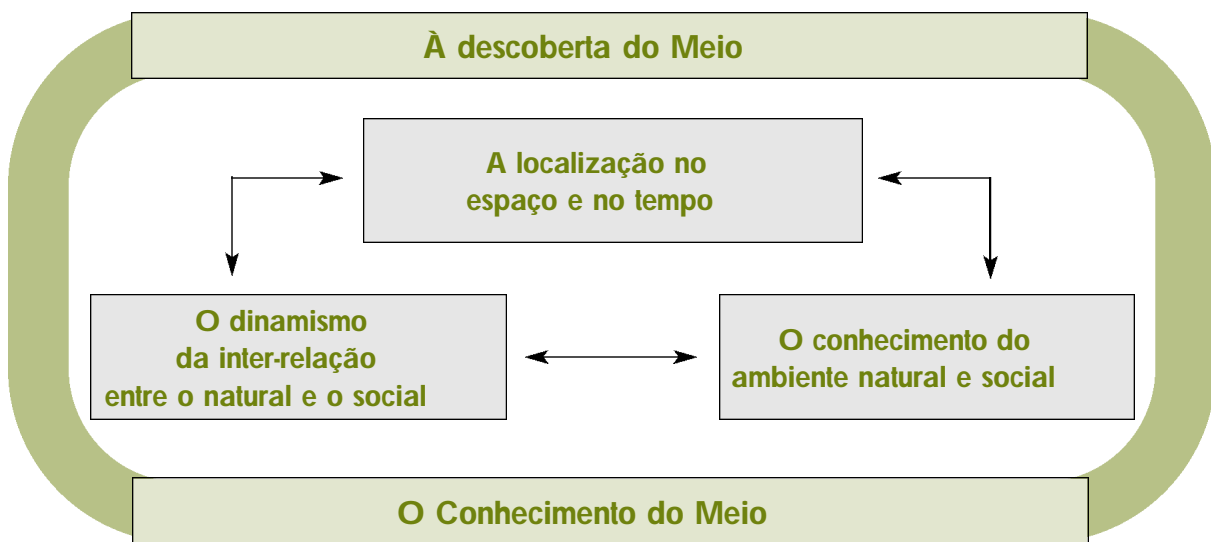 À descoberta do Meio
A localização no
espaço e no tempo
O dinamismo
da inter-relação
entre o natural e o social
O conhecimento do
ambiente natural e social
O Conhecimento do Meio